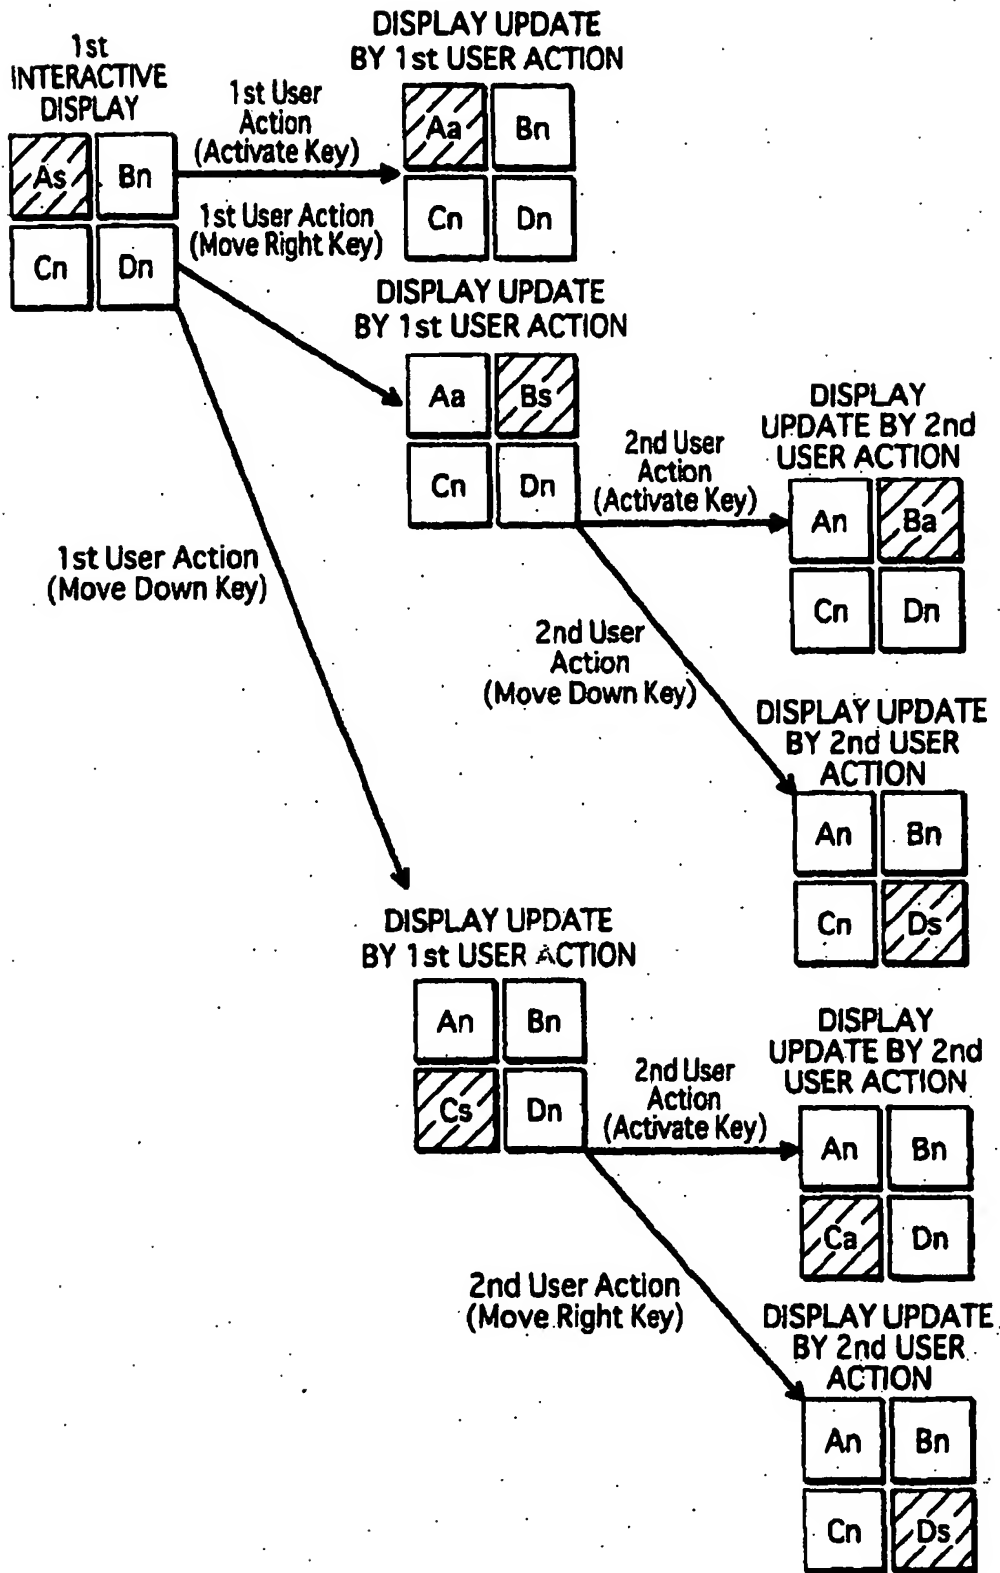 1st
INTERACTIVE
DISPLAY
As Bn
Cn Dn
1st User
Action
(Activate Key)
DISPLAY UPDATE
BY 1st USER ACTION
Aa Bn
Cn Dn
1st User Action
(Move Right Key)
DISPLAY UPDATE
BY 1st USER ACTION
Aa Bs
Cn Dn
2nd User
Action
(Activate Key)
DISPLAY
UPDATE BY 2nd
USER ACTION
An Ba
Cn Dn
2nd User
Action
(Move Down Key)
DISPLAY UPDATE
BY 2nd USER
ACTION
An Bn
Cn Ds
1st User Action
(Move Down Key)
DISPLAY UPDATE
BY 1st USER ACTION
An Bn
Cs Dn
2nd User
Action
(Activate Key)
DISPLAY
UPDATE BY 2nd
USER ACTION
An Bn
Ca Dn
2nd User Action
(Move Right Key)
DISPLAY UPDATE
BY 2nd USER
ACTION
An Bn
Cn Ds